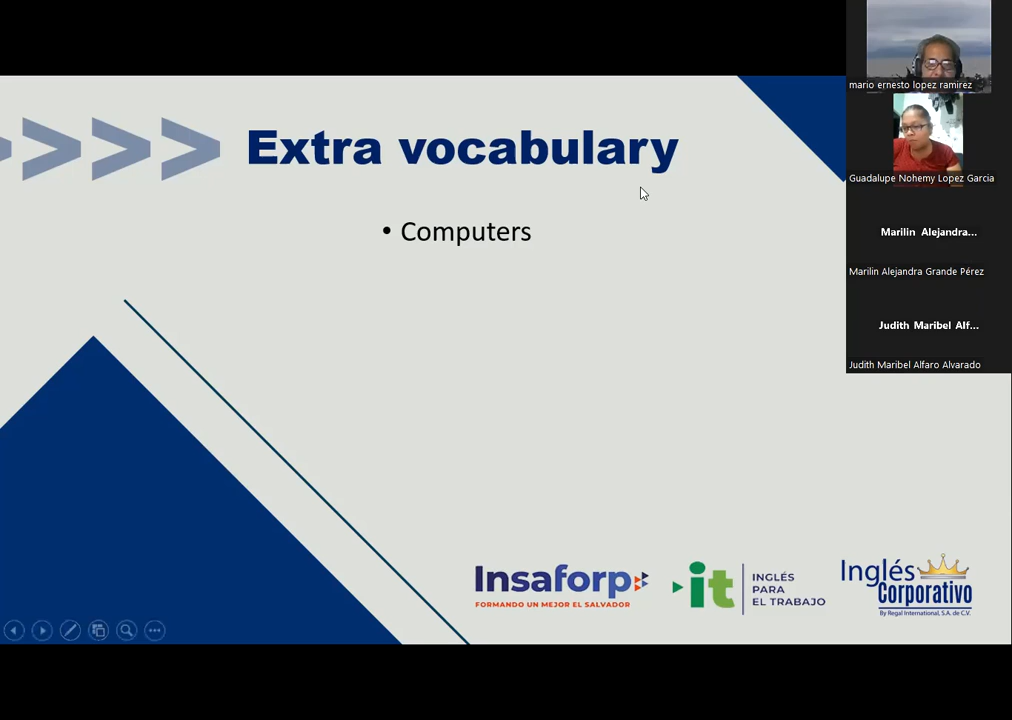 Extra vocabulary
• Computers
mario ernesto lopez ramirez
Guadalupe Nohemy Lopez Garcia
Marilin Alejandra...
Marilin Alejandra Grande Pérez
Judith Maribel Alf...
Judith Maribel Alfaro Alvarado
Insaforp
FORMANDO UN MEJOR EL SALVADOR
it
INGLÉS
PARA
EL TRABAJO
Inglés
Corporativo
By Regal International, S.A. de C.V.